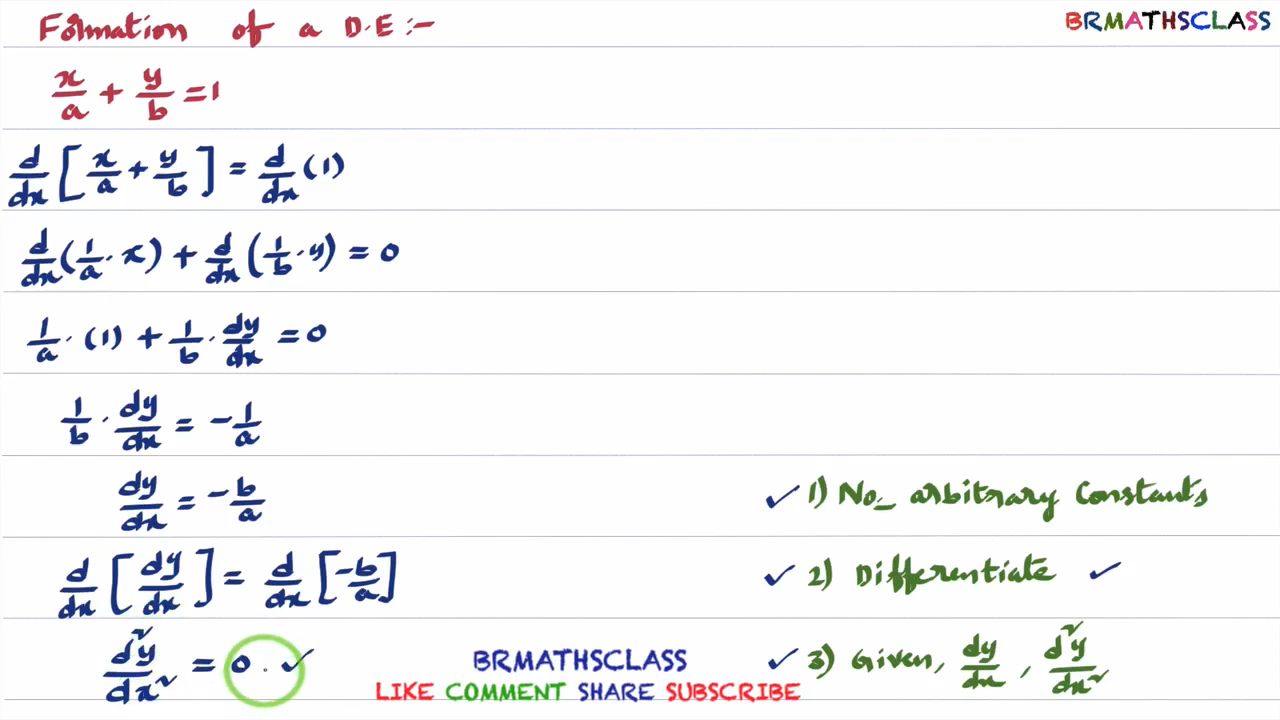 Formation of a D.E :-
BRMATHSCLASS
x/a + y/b = 1
d/dx [x/a + y/b] = d/dx (1)
d/dx (1/a · x) + d/dx (1/b · y) = 0
1/a · (1) + 1/b · dy/dx = 0
1/b · dy/dx = -1/a
dy/dx = -b/a
✓ 1) No_ arbitrary Constants
d/dx [dy/dx] = d/dx [-b/a]
✓ 2) Differentiate ✓
d²y/dx² = 0 . ✓
✓ 3) Given, dy/dx , d²y/dx²
BRMATHSCLASS
LIKE COMMENT SHARE SUBSCRIBE